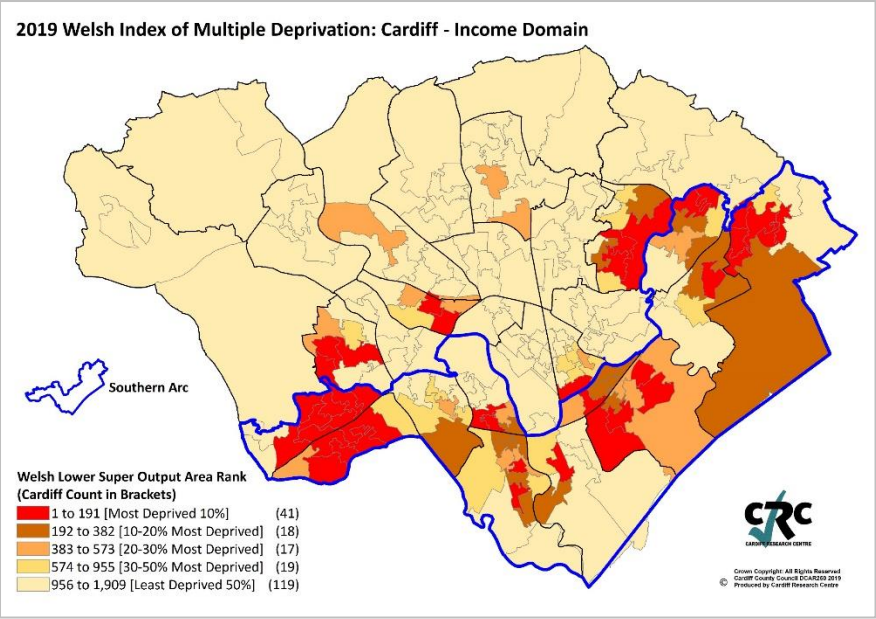 2019 Welsh Index of Multiple Deprivation: Cardiff - Income Domain
Southern Arc
Welsh Lower Super Output Area Rank
(Cardiff Count in Brackets)
1 to 191 [Most Deprived 10%] (41)
192 to 382 [10-20% Most Deprived] (18)
383 to 573 [20-30% Most Deprived] (17)
574 to 955 [30-50% Most Deprived] (19)
956 to 1,909 [Least Deprived 50%] (119)
CRC
CARDIFF RESEARCH CENTRE
Crown Copyright: All Rights Reserved
Cardiff County Council DCAR260 2019
© Produced by Cardiff Research Centre